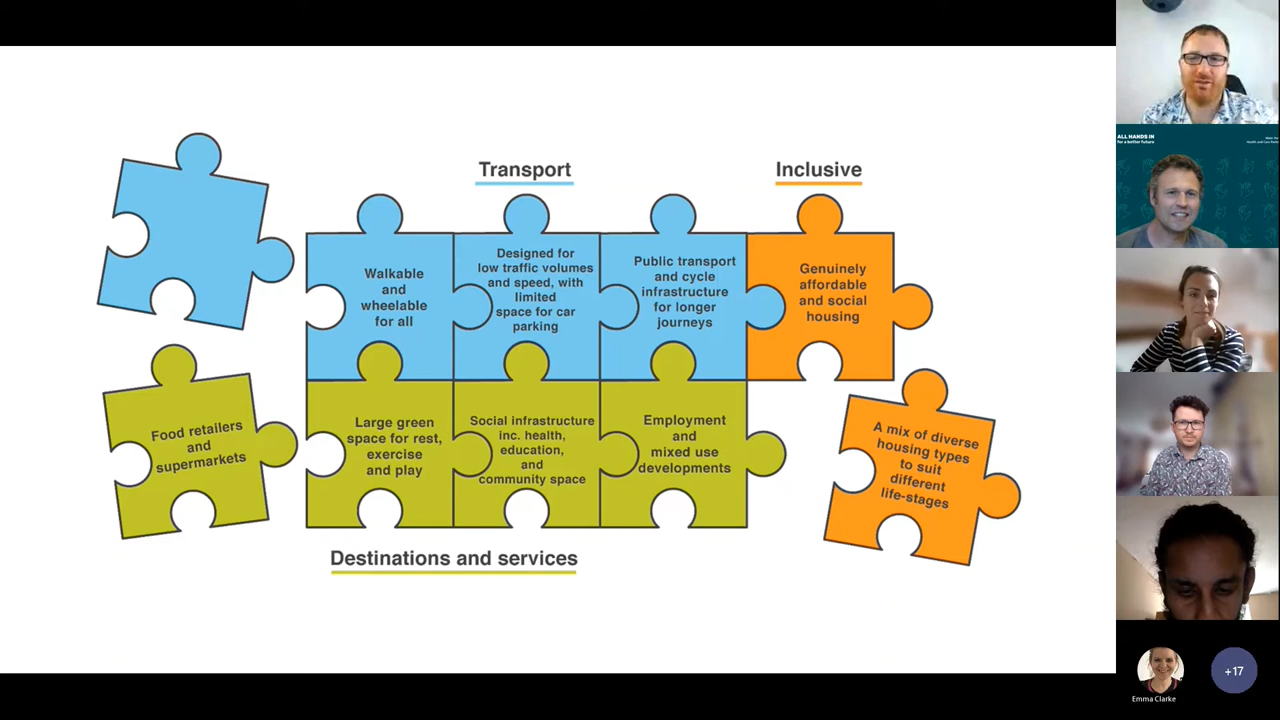 Transport
Inclusive
Walkable
and
wheelable
for all
Designed for
low traffic volumes
and speed, with
limited
space for car
parking
Public transport
and cycle
infrastructure
for longer
journeys
Genuinely
affordable
and social
housing
Food retailers
and
supermarkets
Large green
space for rest,
exercise
and play
Social infrastructure
inc. health,
education,
and
community space
Employment
and
mixed use
developments
A mix of diverse
housing types
to suit
different
life-stages
Destinations and services
ALL HANDS IN
for a better future
Health and Care
Emma Clarke
+17